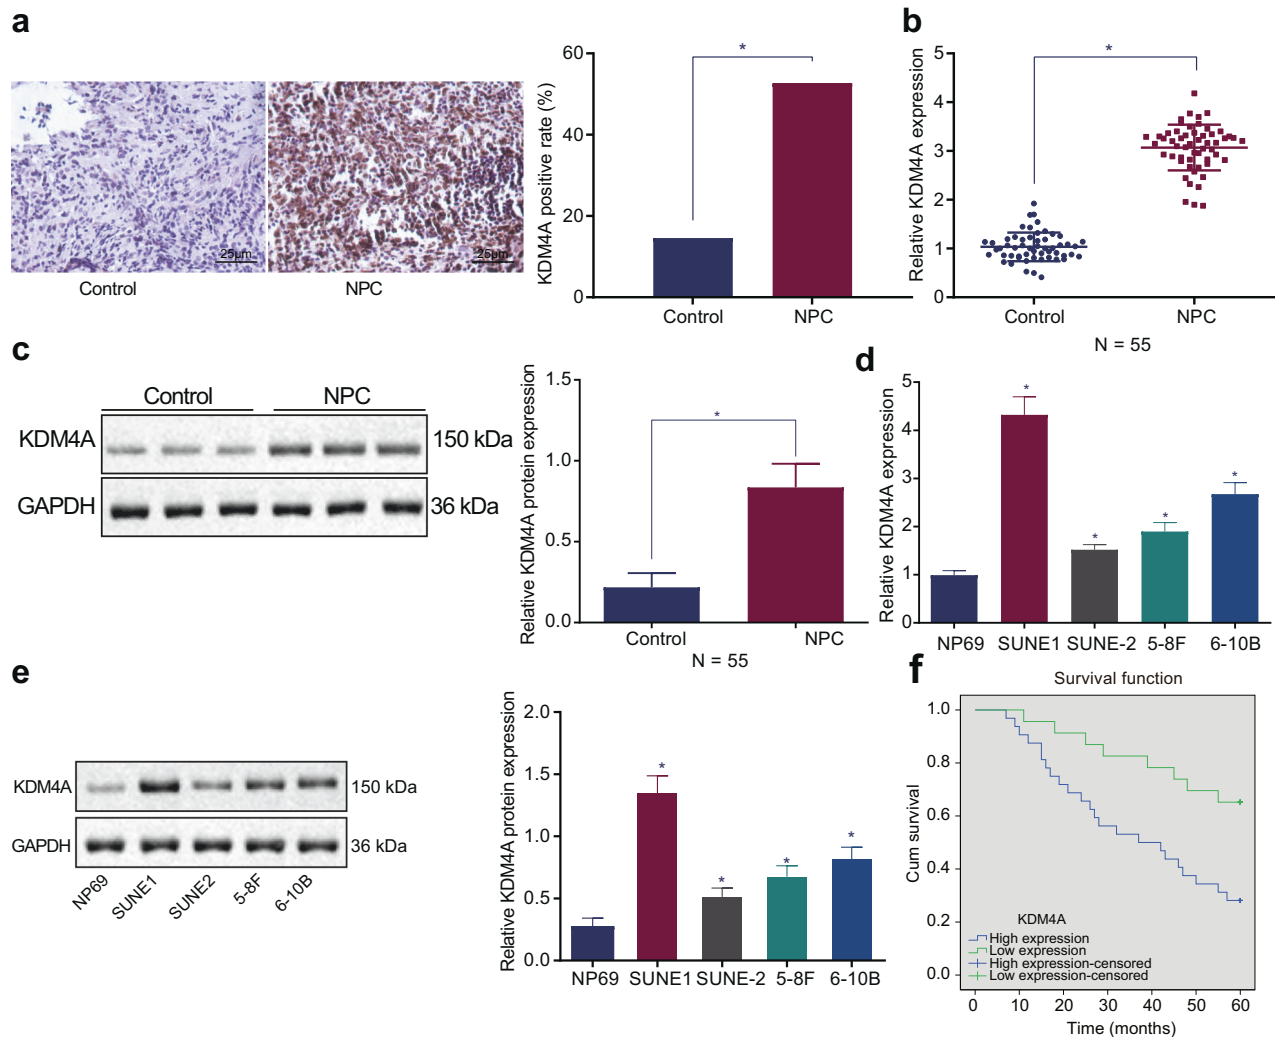 a
25µm
25µm
Control
NPC
KDM4A positive rate (%)
60
40
20
0
*
Control
NPC
b
Relative KDM4A expression
5
4
3
2
1
0
*
Control
NPC
N = 55
c
Control
NPC
KDM4A
150 kDa
GAPDH
36 kDa
Relative KDM4A protein expression
1.5
1.0
0.5
0.0
*
Control
NPC
N = 55
d
Relative KDM4A expression
5
4
3
2
1
0
*
*
*
*
NP69
SUNE1
SUNE-2
5-8F
6-10B
e
KDM4A
150 kDa
GAPDH
36 kDa
NP69
SUNE1
SUNE2
5-8F
6-10B
Relative KDM4A protein expression
2.0
1.5
1.0
0.5
0.0
*
*
*
*
NP69
SUNE1
SUNE-2
5-8F
6-10B
f
Survival function
Cum survival
1.0
0.8
0.6
0.4
0.2
0.0
KDM4A
High expression
Low expression
High expression-censored
Low expression-censored
0
10
20
30
40
50
60
Time (months)